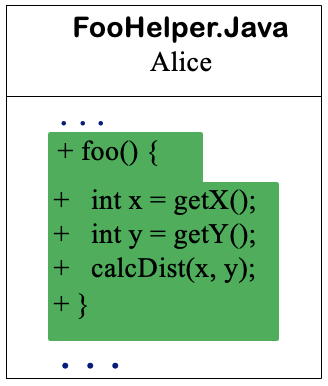 FooHelper.Java
Alice
. . .
+ foo() {
+ int x = getX();
+ int y = getY();
+ calcDist(x, y);
+ }
. . .